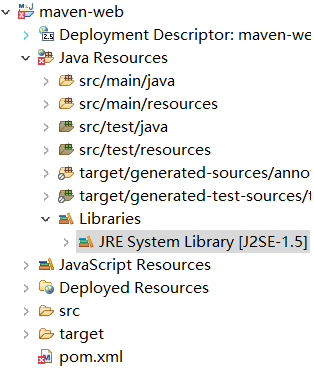 maven-web
Deployment Descriptor: maven-we
Java Resources
src/main/java
src/main/resources
src/test/java
src/test/resources
target/generated-sources/anno
target/generated-test-sources/t
Libraries
JRE System Library [J2SE-1.5]
JavaScript Resources
Deployed Resources
src
target
pom.xml